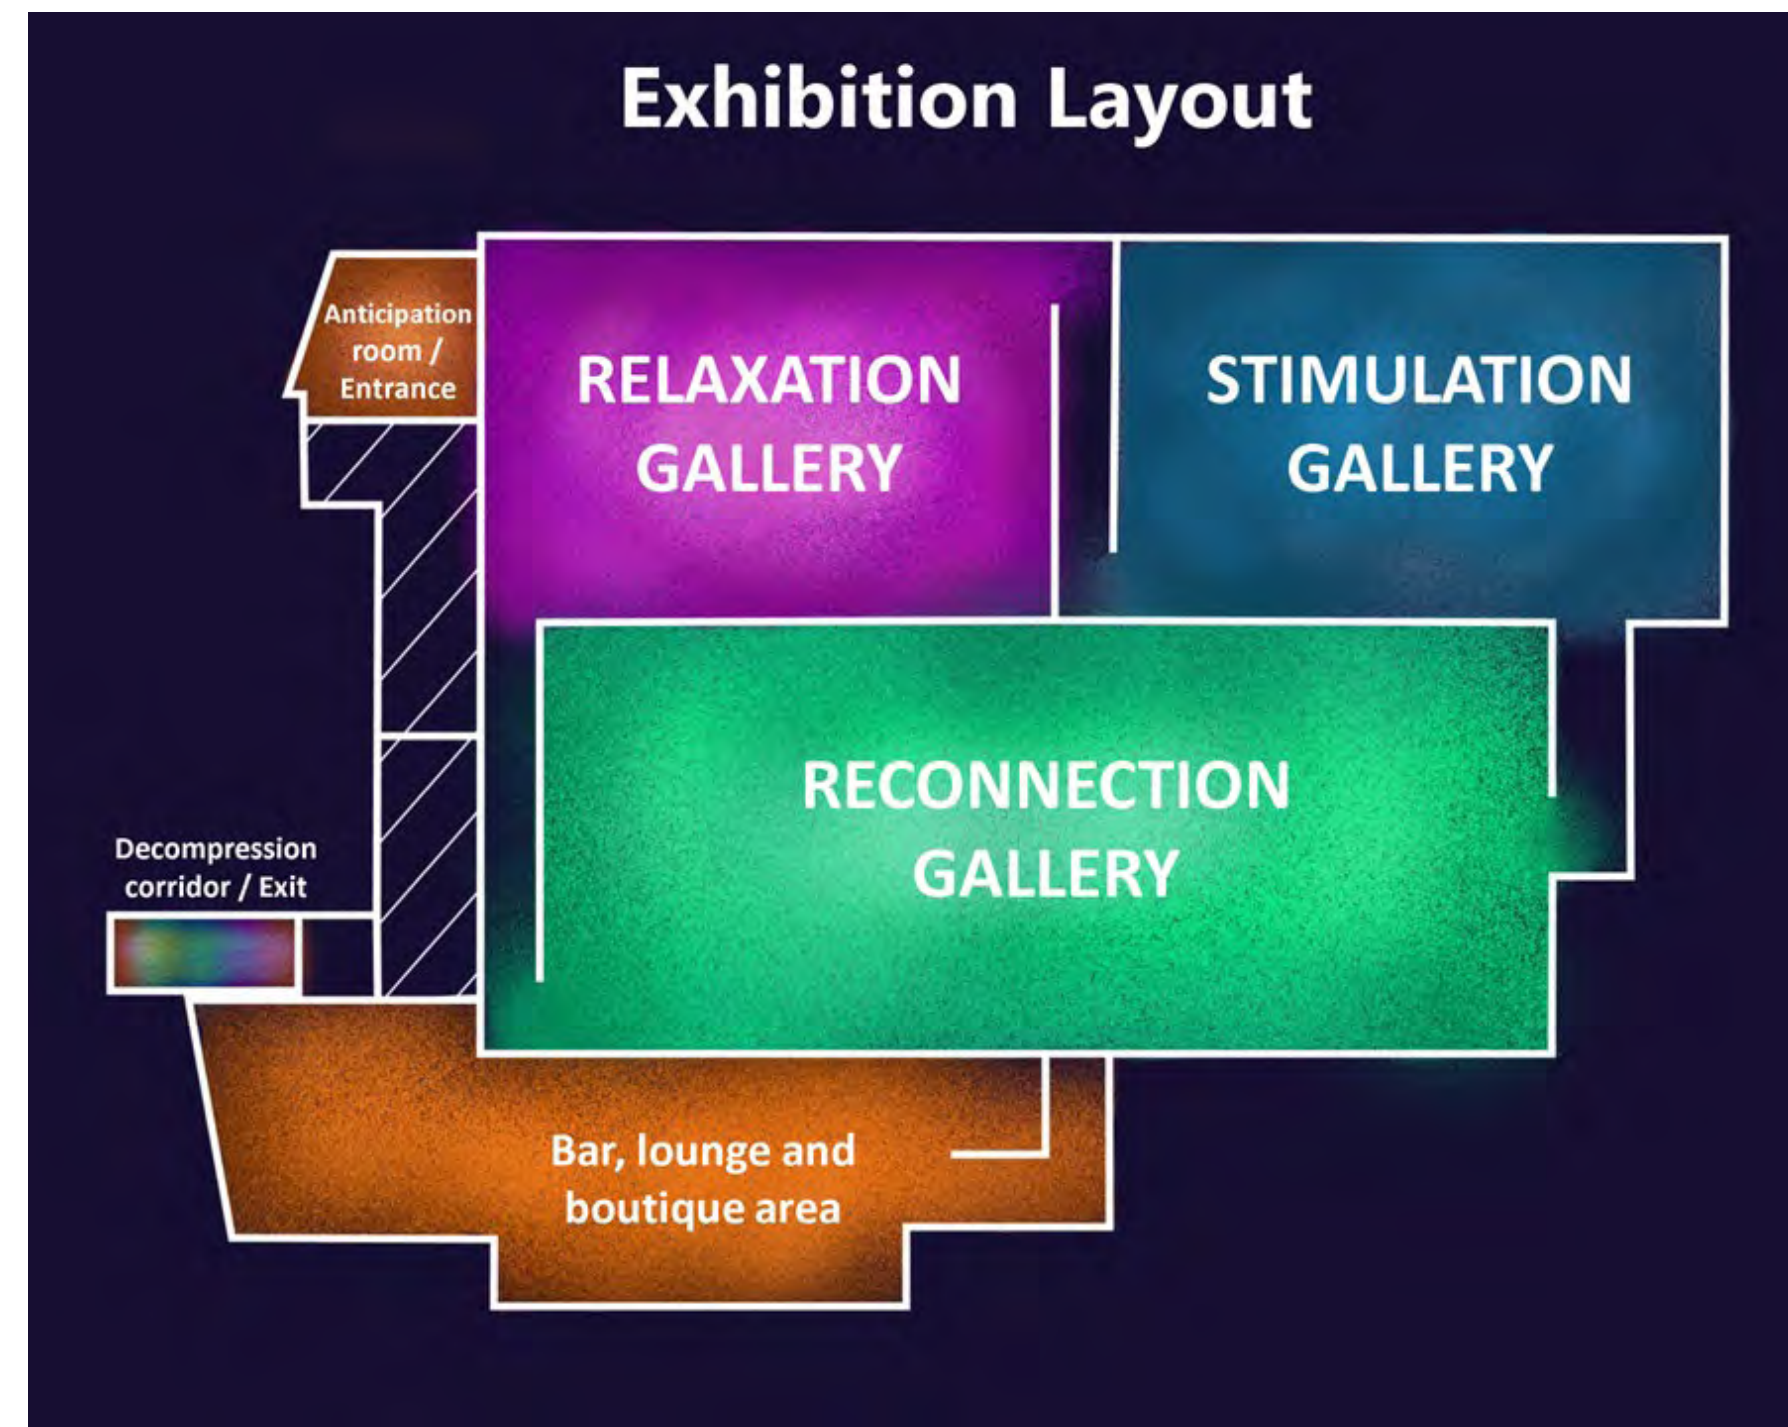 Exhibition Layout
Anticipation
room /
Entrance
RELAXATION
GALLERY
STIMULATION
GALLERY
RECONNECTION
GALLERY
Decompression
corridor / Exit
Bar, lounge and
boutique area